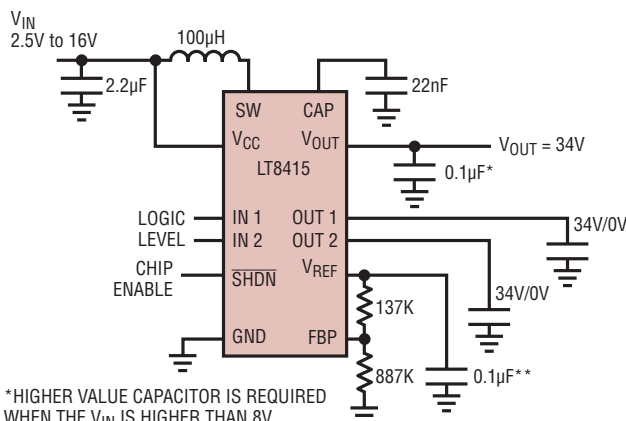 VIN
2.5V to 16V
100µH
2.2µF
22nF
SW
CAP
VCC
VOUT
LT8415
VOUT = 34V
0.1µF*
LOGIC
LEVEL
IN 1
IN 2
OUT 1
OUT 2
34V/0V
CHIP
ENABLE
SHDN
VREF
34V/0V
137K
GND
FBP
887K
0.1µF**
*HIGHER VALUE CAPACITOR IS REQUIRED
WHEN THE VIN IS HIGHER THAN 8V